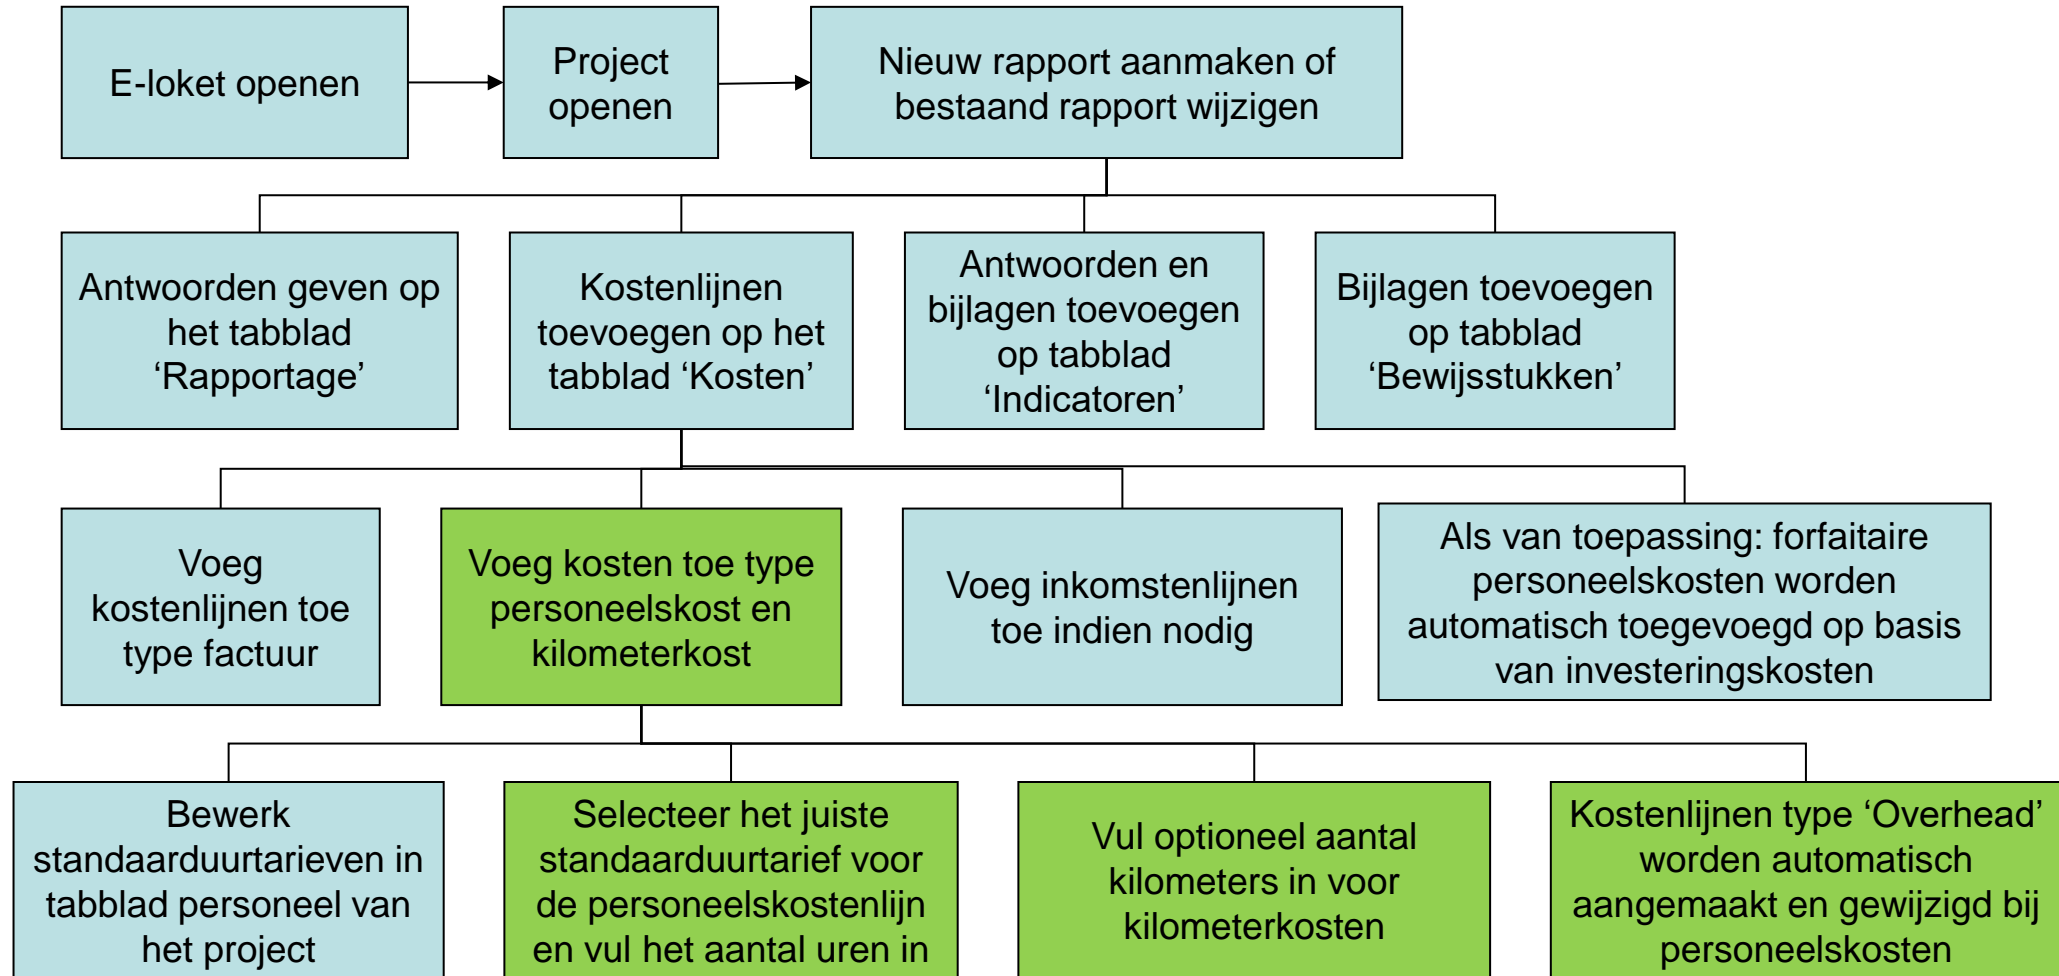 E-loket openen
Project
openen
Nieuw rapport aanmaken of
bestaand rapport wijzigen
Antwoorden geven op
het tabblad
‘Rapportage’
Kostenlijnen
toevoegen op het
tabblad ‘Kosten’
Antwoorden en
bijlagen toevoegen
op tabblad
‘Indicatoren’
Bijlagen toevoegen
op tabblad
‘Bewijsstukken’
Voeg
kostenlijnen toe
type factuur
Voeg kosten toe type
personeelskost en
kilometerkost
Voeg inkomstenlijnen
toe indien nodig
Als van toepassing: forfaitaire
personeelskosten worden
automatisch toegevoegd op basis
van investeringskosten
Bewerk
standaarduurtarieven in
tabblad personeel van
het project
Selecteer het juiste
standaarduurtarief voor
de personeelskostenlijn
en vul het aantal uren in
Vul optioneel aantal
kilometers in voor
kilometerkosten
Kostenlijnen type ‘Overhead’
worden automatisch
aangemaakt en gewijzigd bij
personeelskosten